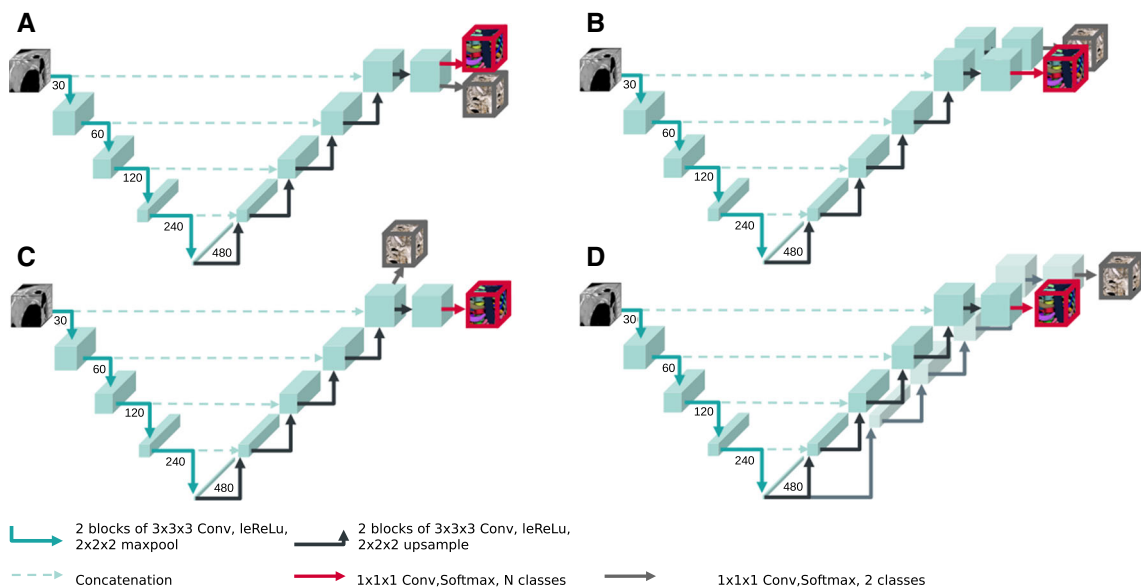 A
30
60
120
240
480
B
30
60
120
240
480
C
30
60
120
240
480
D
30
60
120
240
480
2 blocks of 3x3x3 Conv, leReLu,
2x2x2 maxpool
2 blocks of 3x3x3 Conv, leReLu,
2x2x2 upsample
Concatenation
1x1x1 Conv,Softmax, N classes
1x1x1 Conv,Softmax, 2 classes